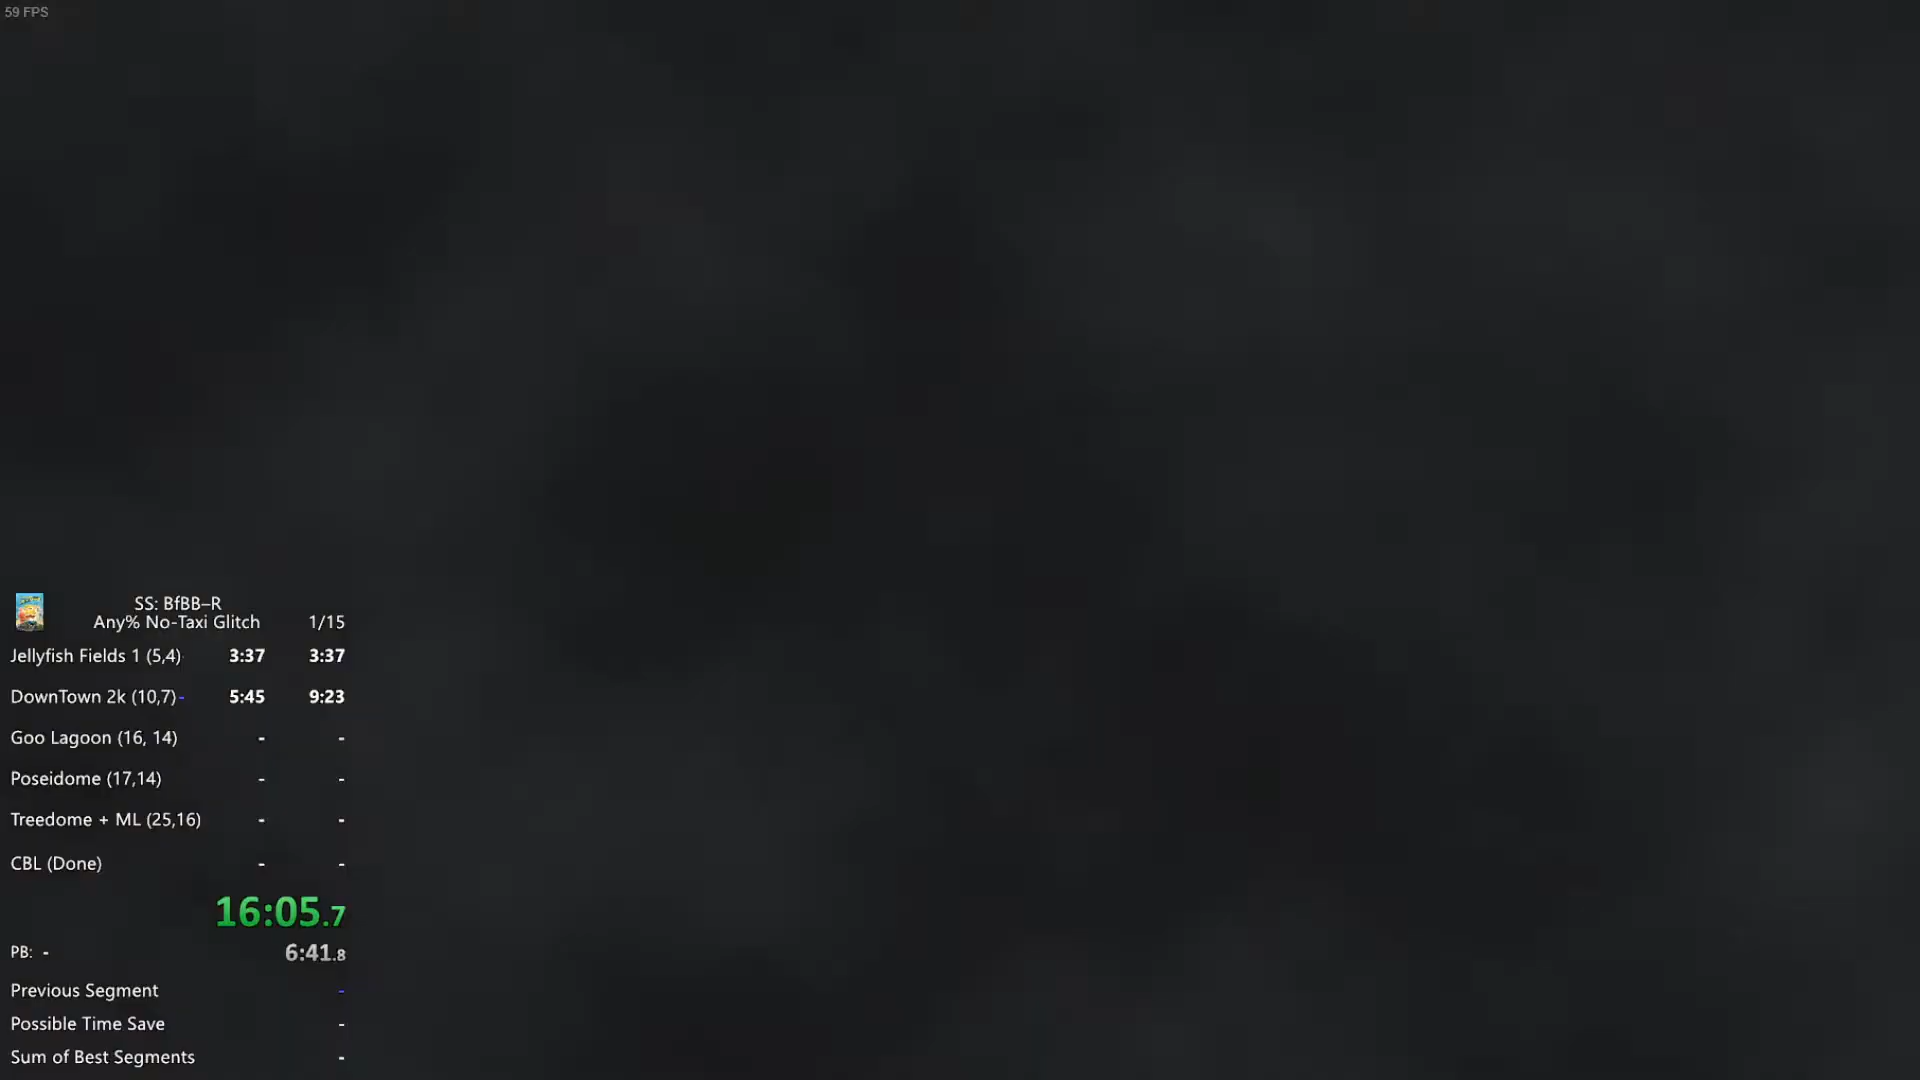 59 FPS
SS: BfBB–R
Any% No-Taxi Glitch 1/15
Jellyfish Fields 1 (5,4) 3:37 3:37
DownTown 2k (10,7) - 5:45 9:23
Goo Lagoon (16, 14) - -
Poseidome (17,14) - -
Treedome + ML (25,16) - -
CBL (Done) - -
16:05.7
PB: - 6:41.8
Previous Segment -
Possible Time Save -
Sum of Best Segments -